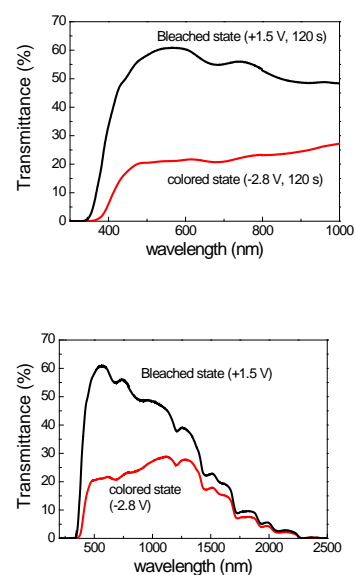 70
60
50
40
30
20
10
0
Transmittance (%)
Bleached state (+1.5 V, 120 s)
colored state (-2.8 V, 120 s)
400 600 800 1000
wavelength (nm)
70
60
50
40
30
20
10
0
Transmittance (%)
Bleached state (+1.5 V)
colored state
(-2.8 V)
500 1000 1500 2000 2500
wavelength (nm)